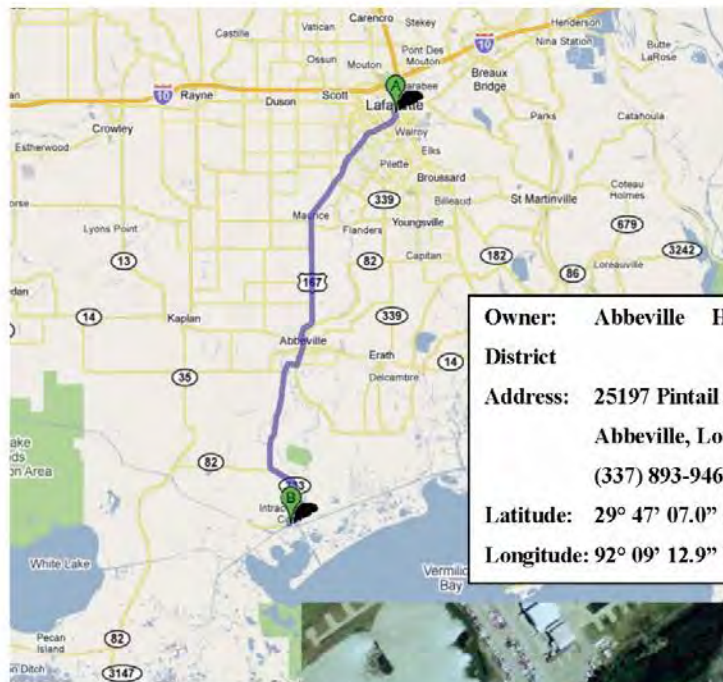 Carencro
Stekey
Henderson
Vatican
Castille
Pont Des
Mouton
10
Nina Station
Butte
LaRose
Ossun
Mouton
Breaux
Bridge
A
10
Rayne
Duson
Scott
Lafayette
Crowley
Walroy
Parks
Catahoula
Estherwood
Elks
Pilette
Broussard
Coteau
Holmes
339
Billeaud
St Martinville
Maurice
Youngsville
679
Lyons Point
Flanders
3242
13
82
Capitan
182
Loreauville
86
167
14
Kaplan
339
Abbeville
Erath
14
35
Delcambre
82
B
White Lake
Vermilio
Bay
Pecan
Island
82
3147
on Ditch
Owner: Abbeville H
District
Address: 25197 Pintail
Abbeville, Lo
(337) 893-946
Latitude: 29° 47' 07.0"
Longitude: 92° 09' 12.9"